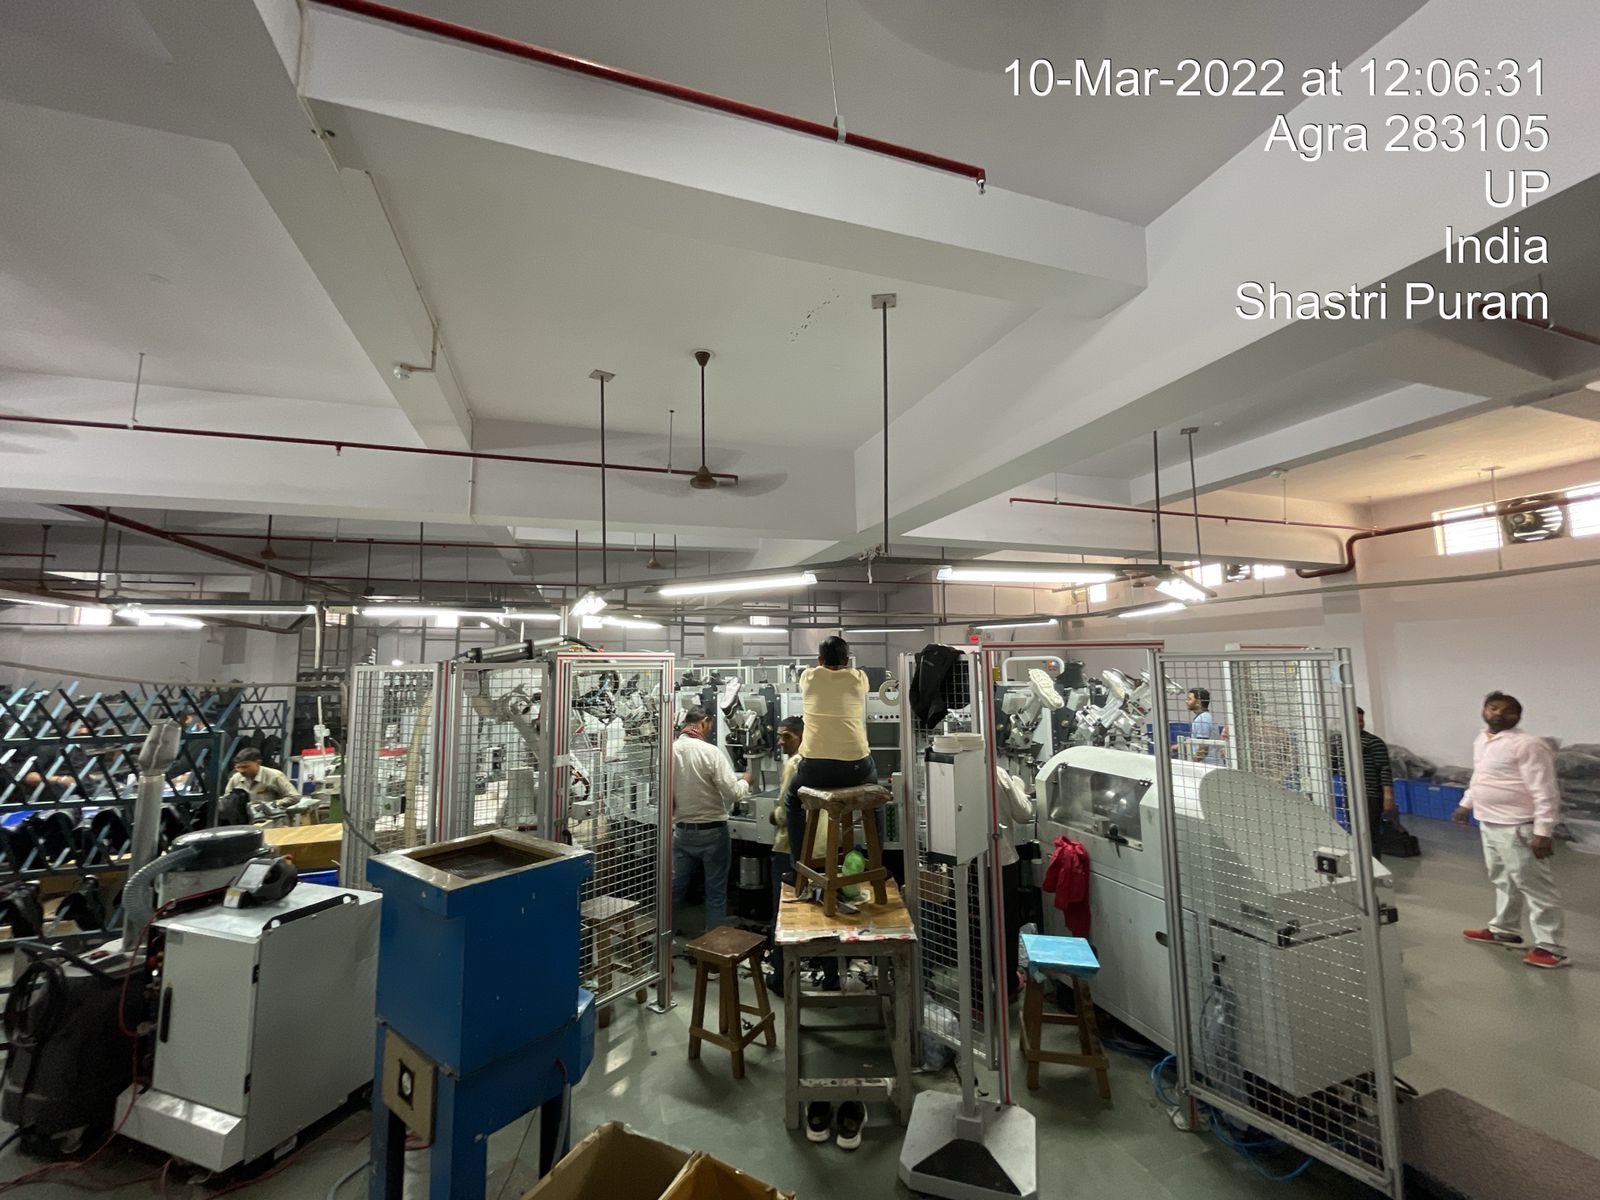 10-Mar-2022 at 12:06:31
Agra 283105
UP
India
Shastri Puram